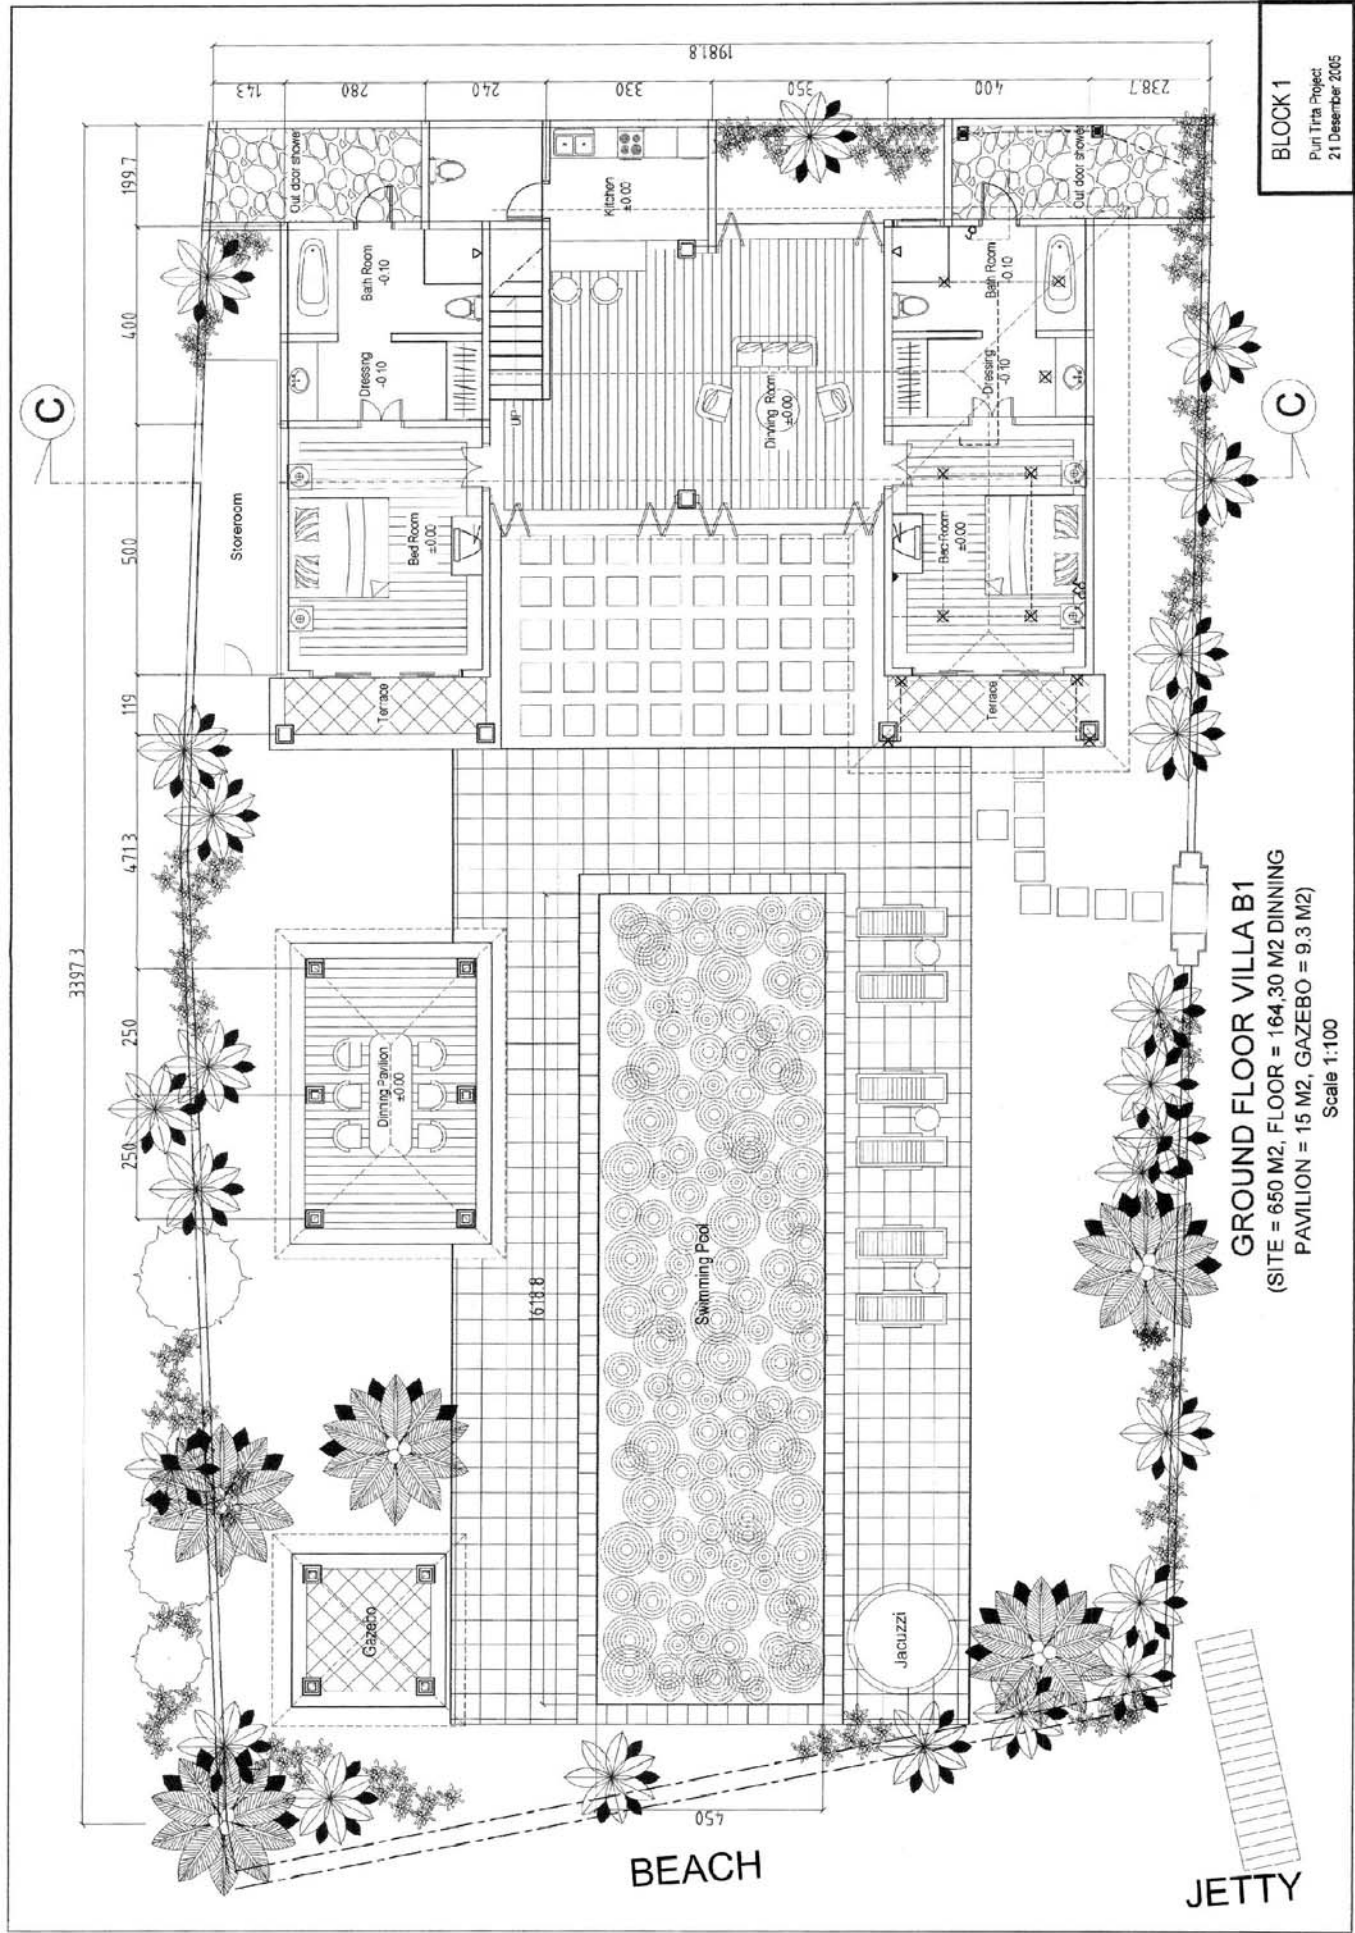 BLOCK 1
Puri Tirta Project
21 Desember 2005
1981.8
143
280
240
330
350
400
238.7
3397.3
199.7
400
500
119
471.3
250
250
C
C
Out door shower
Bath Room
-0.10
Dressing
-0.10
Storeroom
Bed Room
±0.00
Terrace
Kitchen
±0.00
UP
Dinning Room
±0.00
Out door shower
Bath Room
-0.10
Dressing
-0.10
Bed Room
±0.00
Terrace
Dinning Pavilion
±0.00
Gazebo
1618.8
Swimming Pool
450
Jacuzzi
BEACH
JETTY
GROUND FLOOR VILLA B1
(SITE = 650 M2, FLOOR = 164,30 M2 DINNING
PAVILION = 15 M2, GAZEBO = 9.3 M2)
Scale 1:100